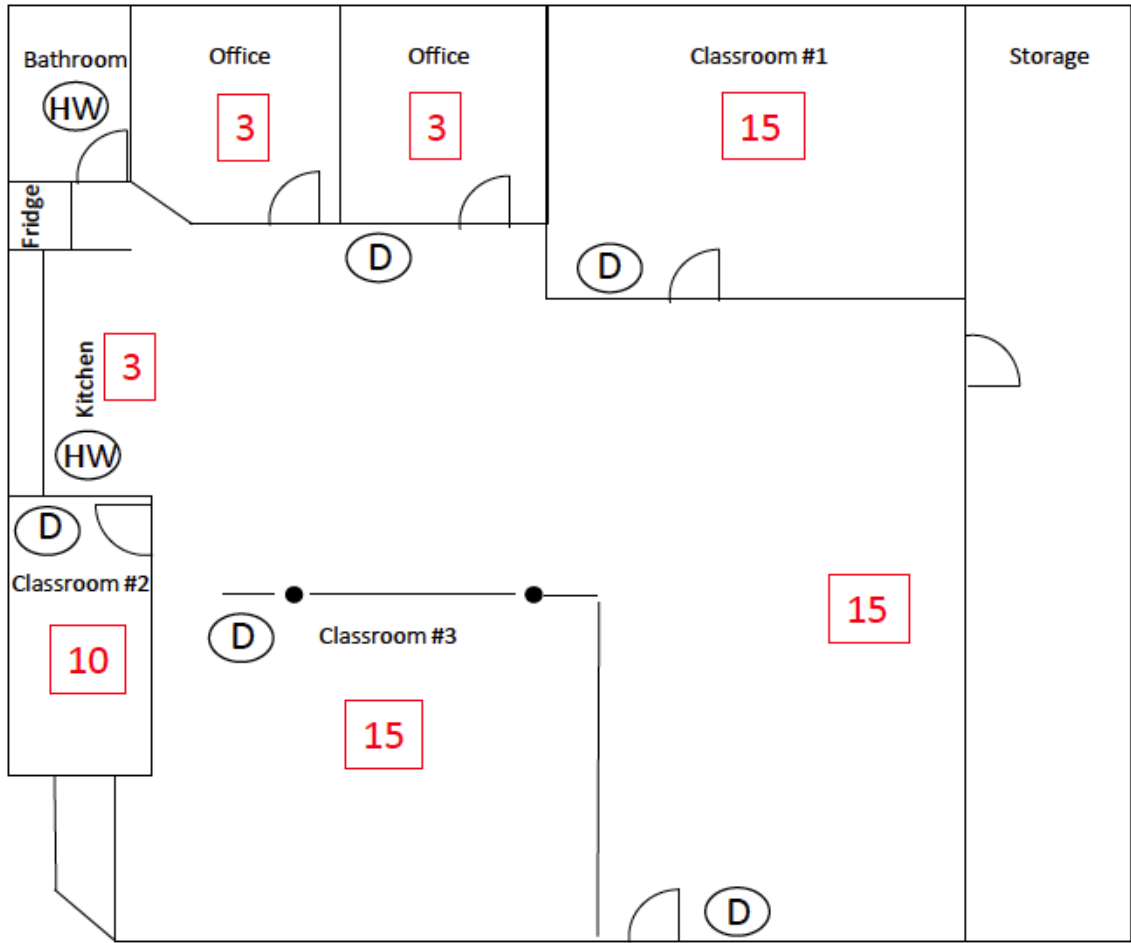 Bathroom
Office
Office
Classroom #1
Storage
HW
3
3
15
Fridge
D
D
Kitchen
3
HW
D
Classroom #2
15
D
Classroom #3
10
15
D